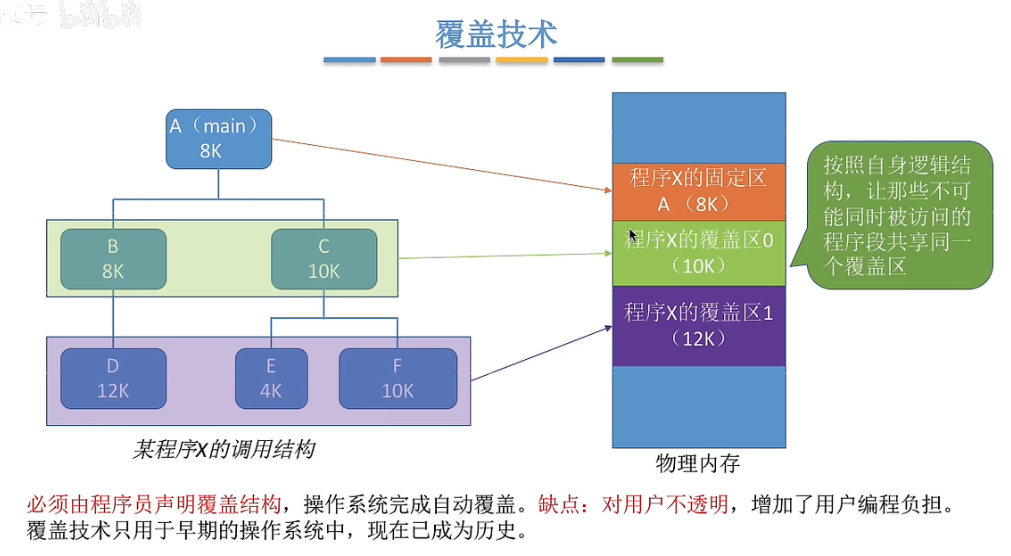 bilibili
覆盖技术
A（main）
8K
B
8K
C
10K
D
12K
E
4K
F
10K
某程序X的调用结构
程序X的固定区
A （8K）
程序X的覆盖区0
（10K）
程序X的覆盖区1
（12K）
物理内存
按照自身逻辑结
构，让那些不可
能同时被访问的
程序段共享同一
个覆盖区
必须由程序员声明覆盖结构，操作系统完成自动覆盖。缺点：对用户不透明，增加了用户编程负担。
覆盖技术只用于早期的操作系统中，现在已成为历史。